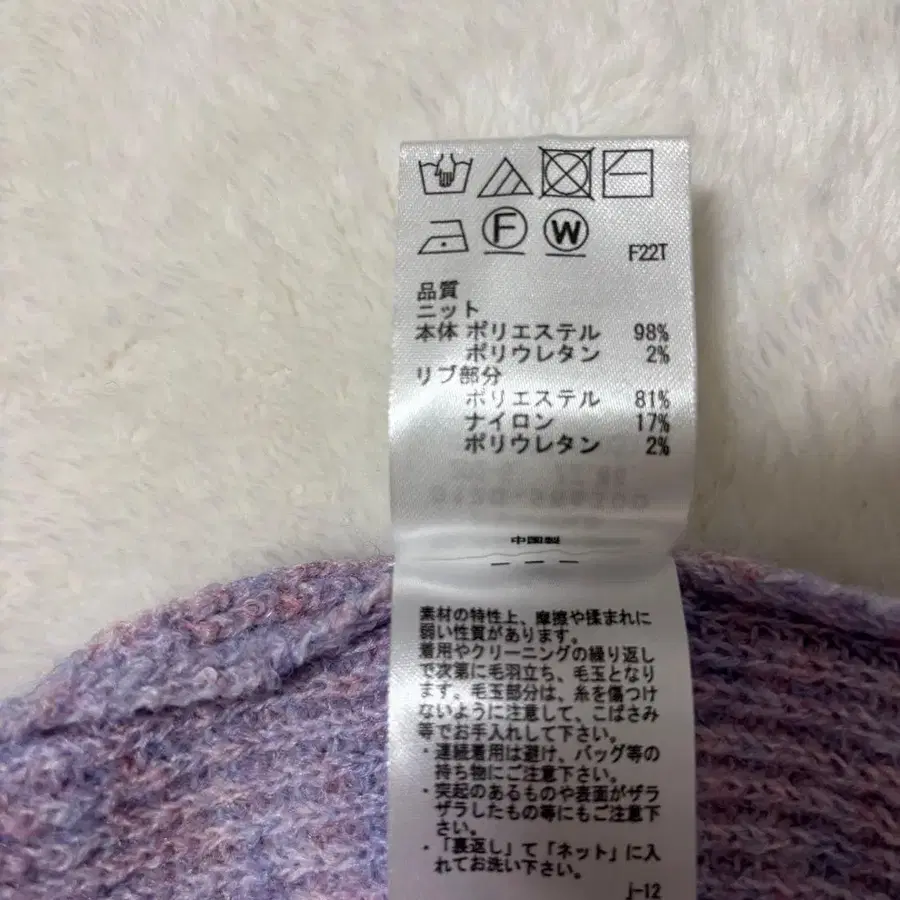 F W
F22T
品質
ニット
本体 ポリエステル 98%
ポリウレタン 2%
リブ部分
ポリエステル 81%
ナイロン 17%
ポリウレタン 2%
中国製
素材の特性上、摩擦や揉まれに
弱い性質があります。
着用やクリーニングの繰り返し
で次第に毛羽立ち、毛玉となり
ます。毛玉部分は、糸を傷つけ
ないように注意して、こばさみ
等でお手入れして下さい。
・連続着用は避け、バッグ等の
持ち物にご注意下さい。
・突起のあるものや表面がザラ
ザラしたもの等にもご注意下
さい。
・「裏返し」て「ネット」に入
れてお洗い下さい。
j-12